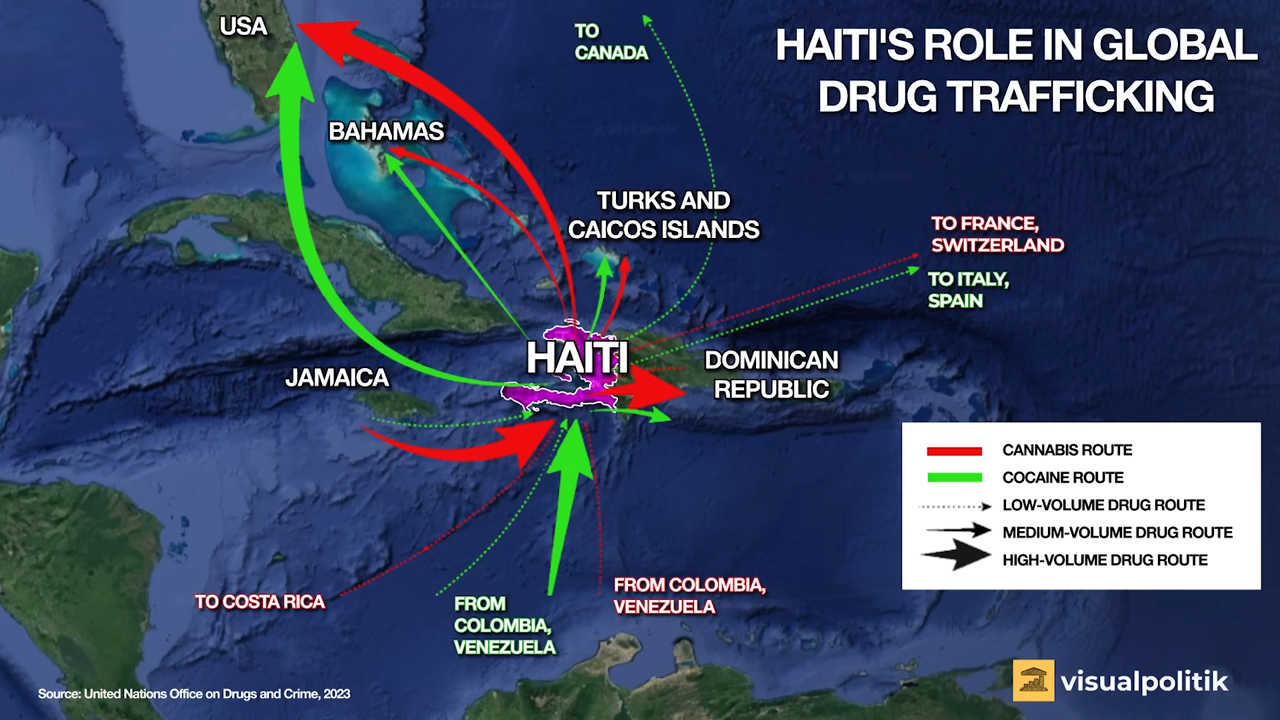 HAITI'S ROLE IN GLOBAL
DRUG TRAFFICKING
USA
TO
CANADA
BAHAMAS
TURKS AND
CAICOS ISLANDS
TO FRANCE,
SWITZERLAND
TO ITALY,
SPAIN
HAITI
DOMINICAN
REPUBLIC
JAMAICA
CANNABIS ROUTE
COCAINE ROUTE
LOW-VOLUME DRUG ROUTE
MEDIUM-VOLUME DRUG ROUTE
HIGH-VOLUME DRUG ROUTE
TO COSTA RICA
FROM
COLOMBIA,
VENEZUELA
FROM COLOMBIA,
VENEZUELA
Source: United Nations Office on Drugs and Crime, 2023
visualpolitik